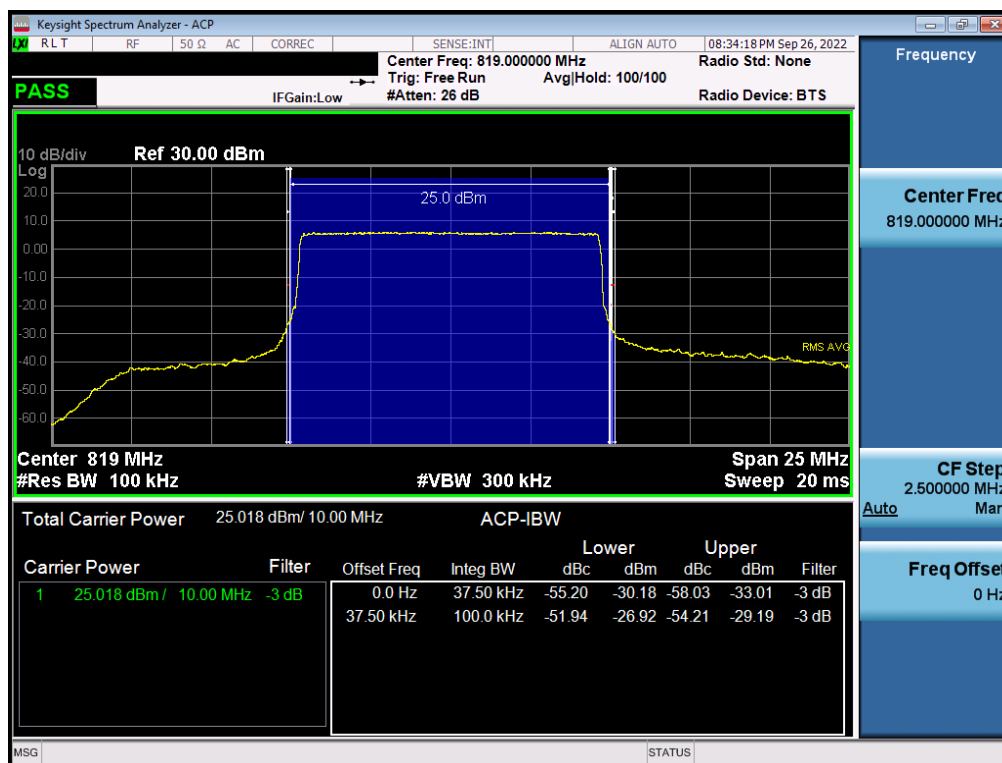 Keysight Spectrum Analyzer - ACP
LXI RLT RF 50 Ω AC CORREC SENSE:INT ALIGN AUTO 08:34:18 PM Sep 26, 2022
Center Freq: 819.000000 MHz Radio Std: None
Trig: Free Run Avg|Hold: 100/100
PASS IFGain:Low #Atten: 26 dB Radio Device: BTS
10 dB/div Ref 30.00 dBm
Log
20.0
10.0
0.00
-10.0
-20.0
-30.0
-40.0
-50.0
-60.0
25.0 dBm
RMS AVG
Center 819 MHz Span 25 MHz
#Res BW 100 kHz #VBW 300 kHz Sweep 20 ms
Total Carrier Power 25.018 dBm/ 10.00 MHz ACP-IBW
Lower Upper
Carrier Power Filter Offset Freq Integ BW dBc dBm dBc dBm Filter
1 25.018 dBm / 10.00 MHz -3 dB 0.0 Hz 37.50 kHz -55.20 -30.18 -58.03 -33.01 -3 dB
37.50 kHz 100.0 kHz -51.94 -26.92 -54.21 -29.19 -3 dB
MSG STATUS
Frequency
Center Freq
819.000000 MHz
CF Step
2.500000 MHz
Auto Man
Freq Offset
0 Hz